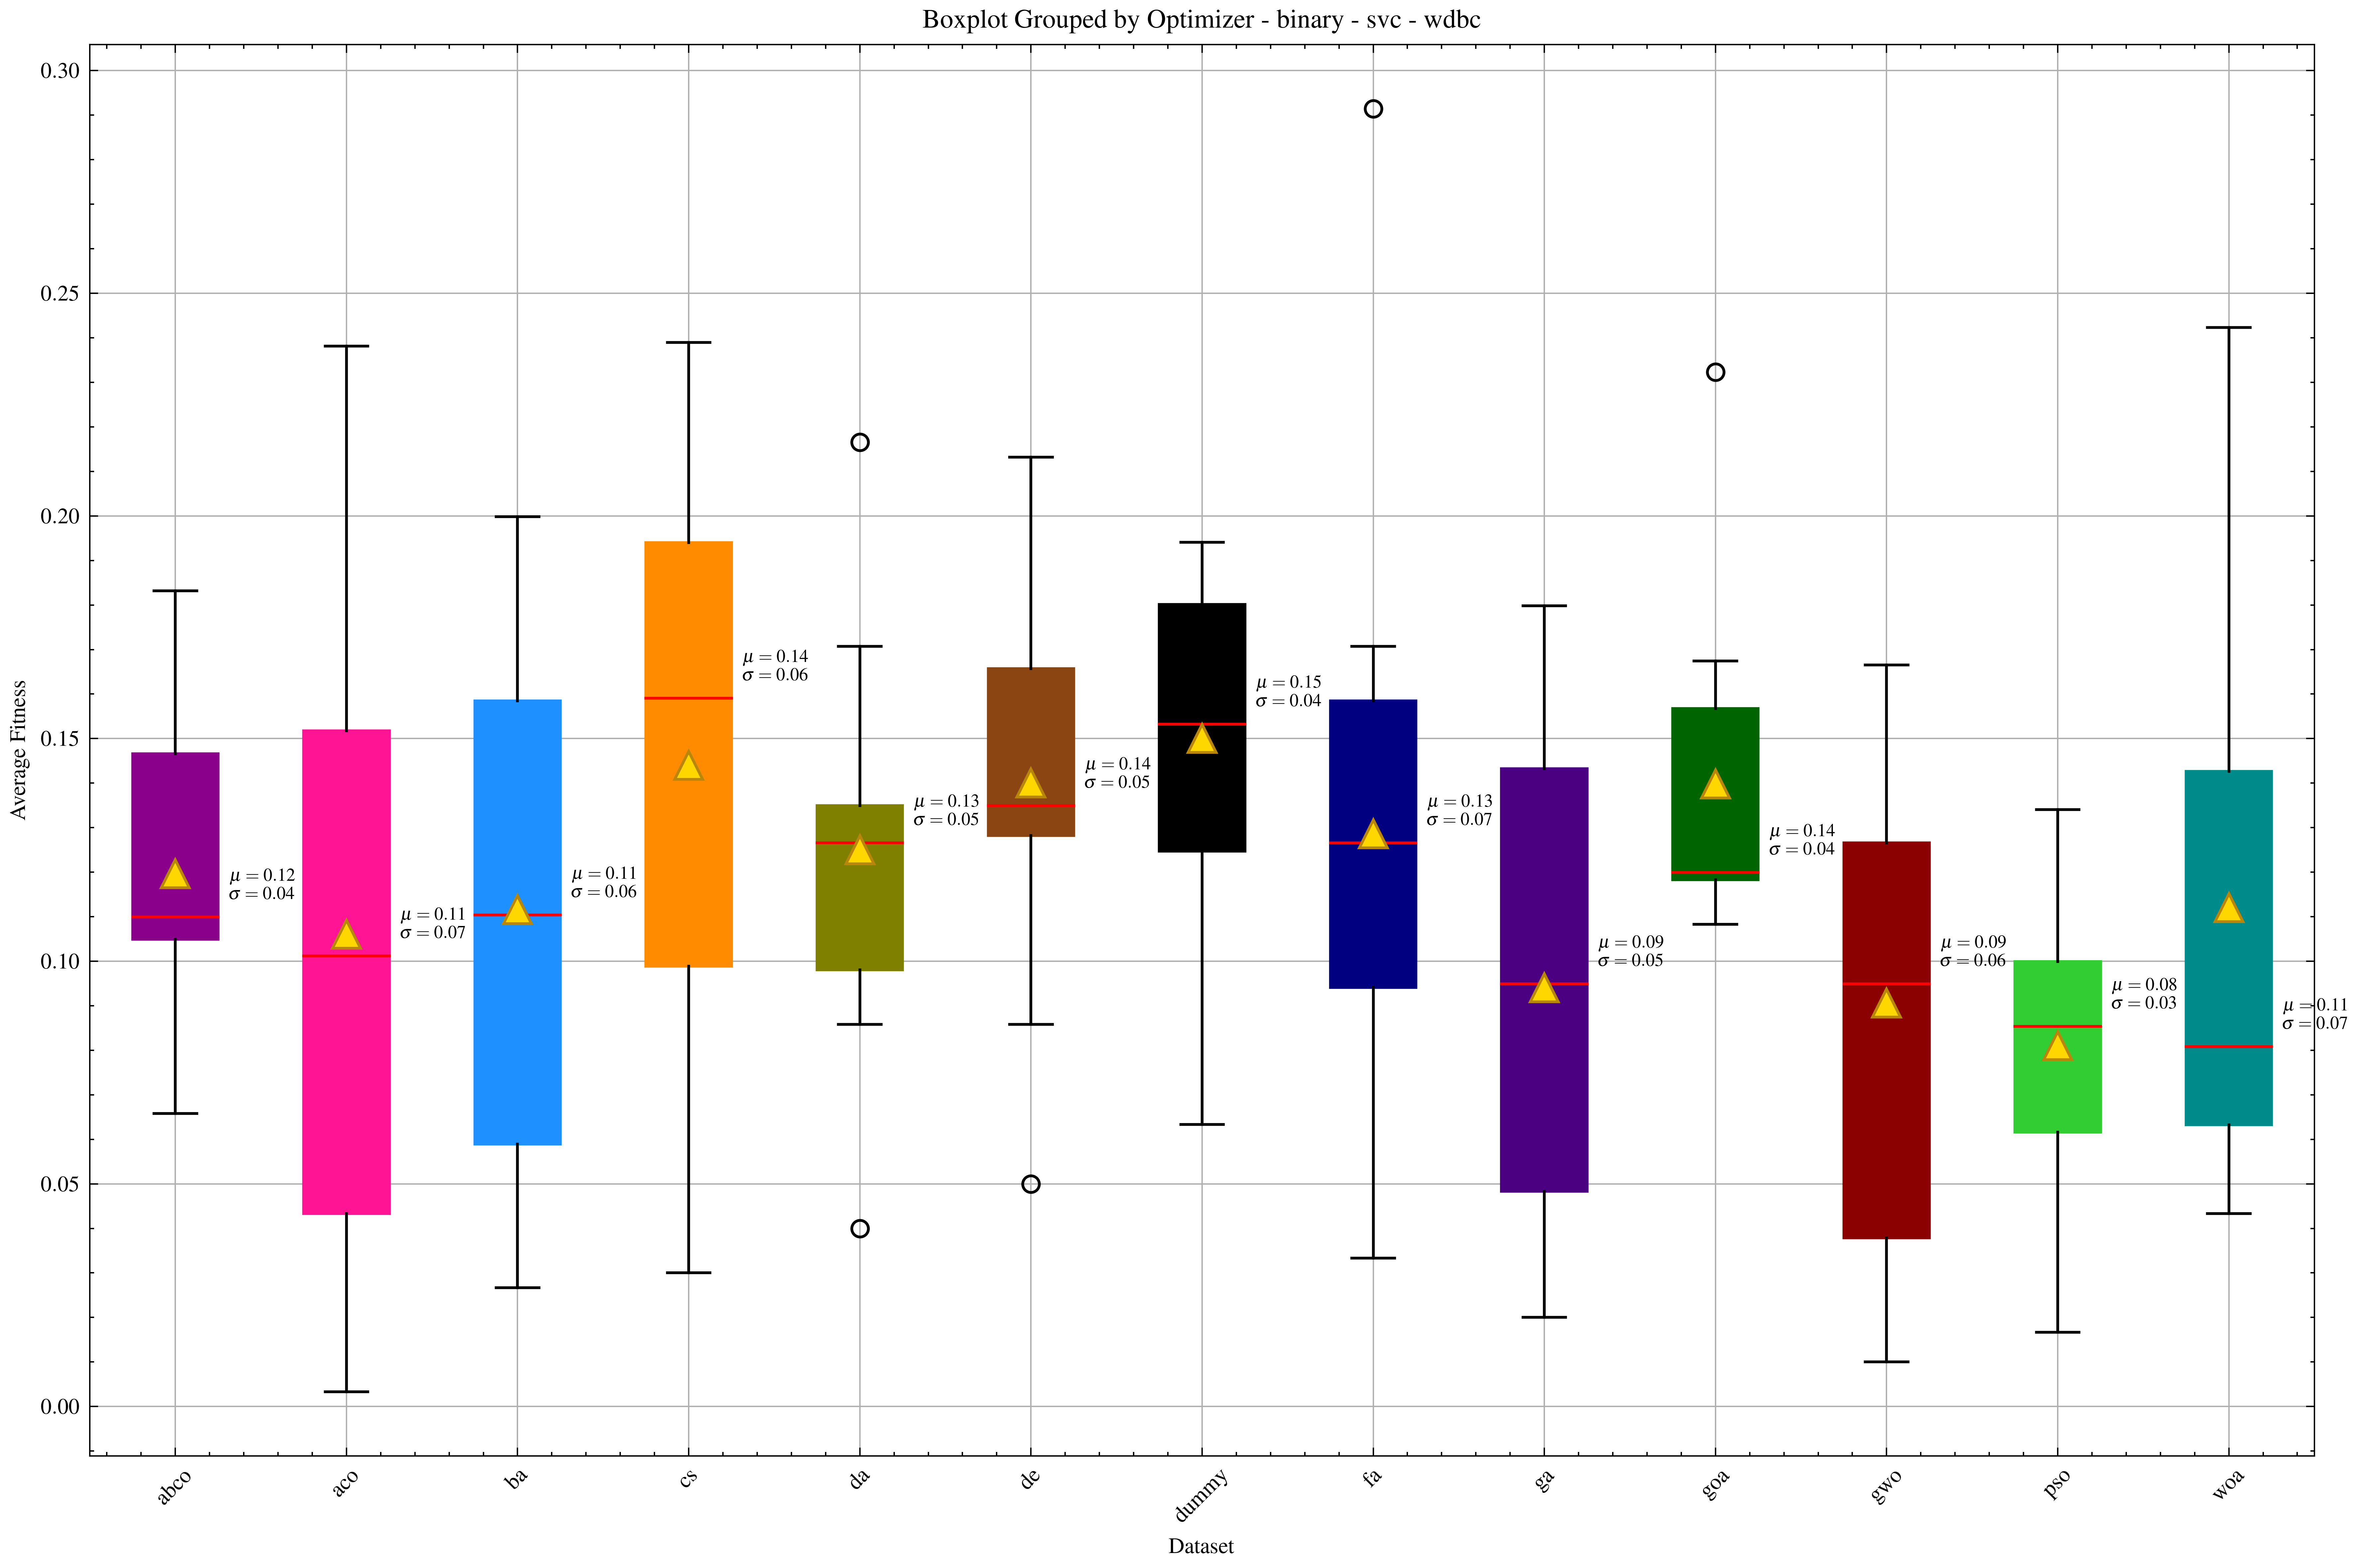 Boxplot Grouped by Optimizer - binary - svc - wdbc
Average Fitness
0.30
0.25
0.20
0.15
0.10
0.05
0.00
μ = 0.12
σ = 0.04
μ = 0.11
σ = 0.07
μ = 0.11
σ = 0.06
μ = 0.14
σ = 0.06
μ = 0.13
σ = 0.05
μ = 0.14
σ = 0.05
μ = 0.15
σ = 0.04
μ = 0.13
σ = 0.07
μ = 0.09
σ = 0.05
μ = 0.14
σ = 0.04
μ = 0.09
σ = 0.06
μ = 0.08
σ = 0.03
μ = 0.11
σ = 0.07
abco
aco
ba
cs
da
de
dummy
fa
ga
goa
gwo
pso
woa
Dataset